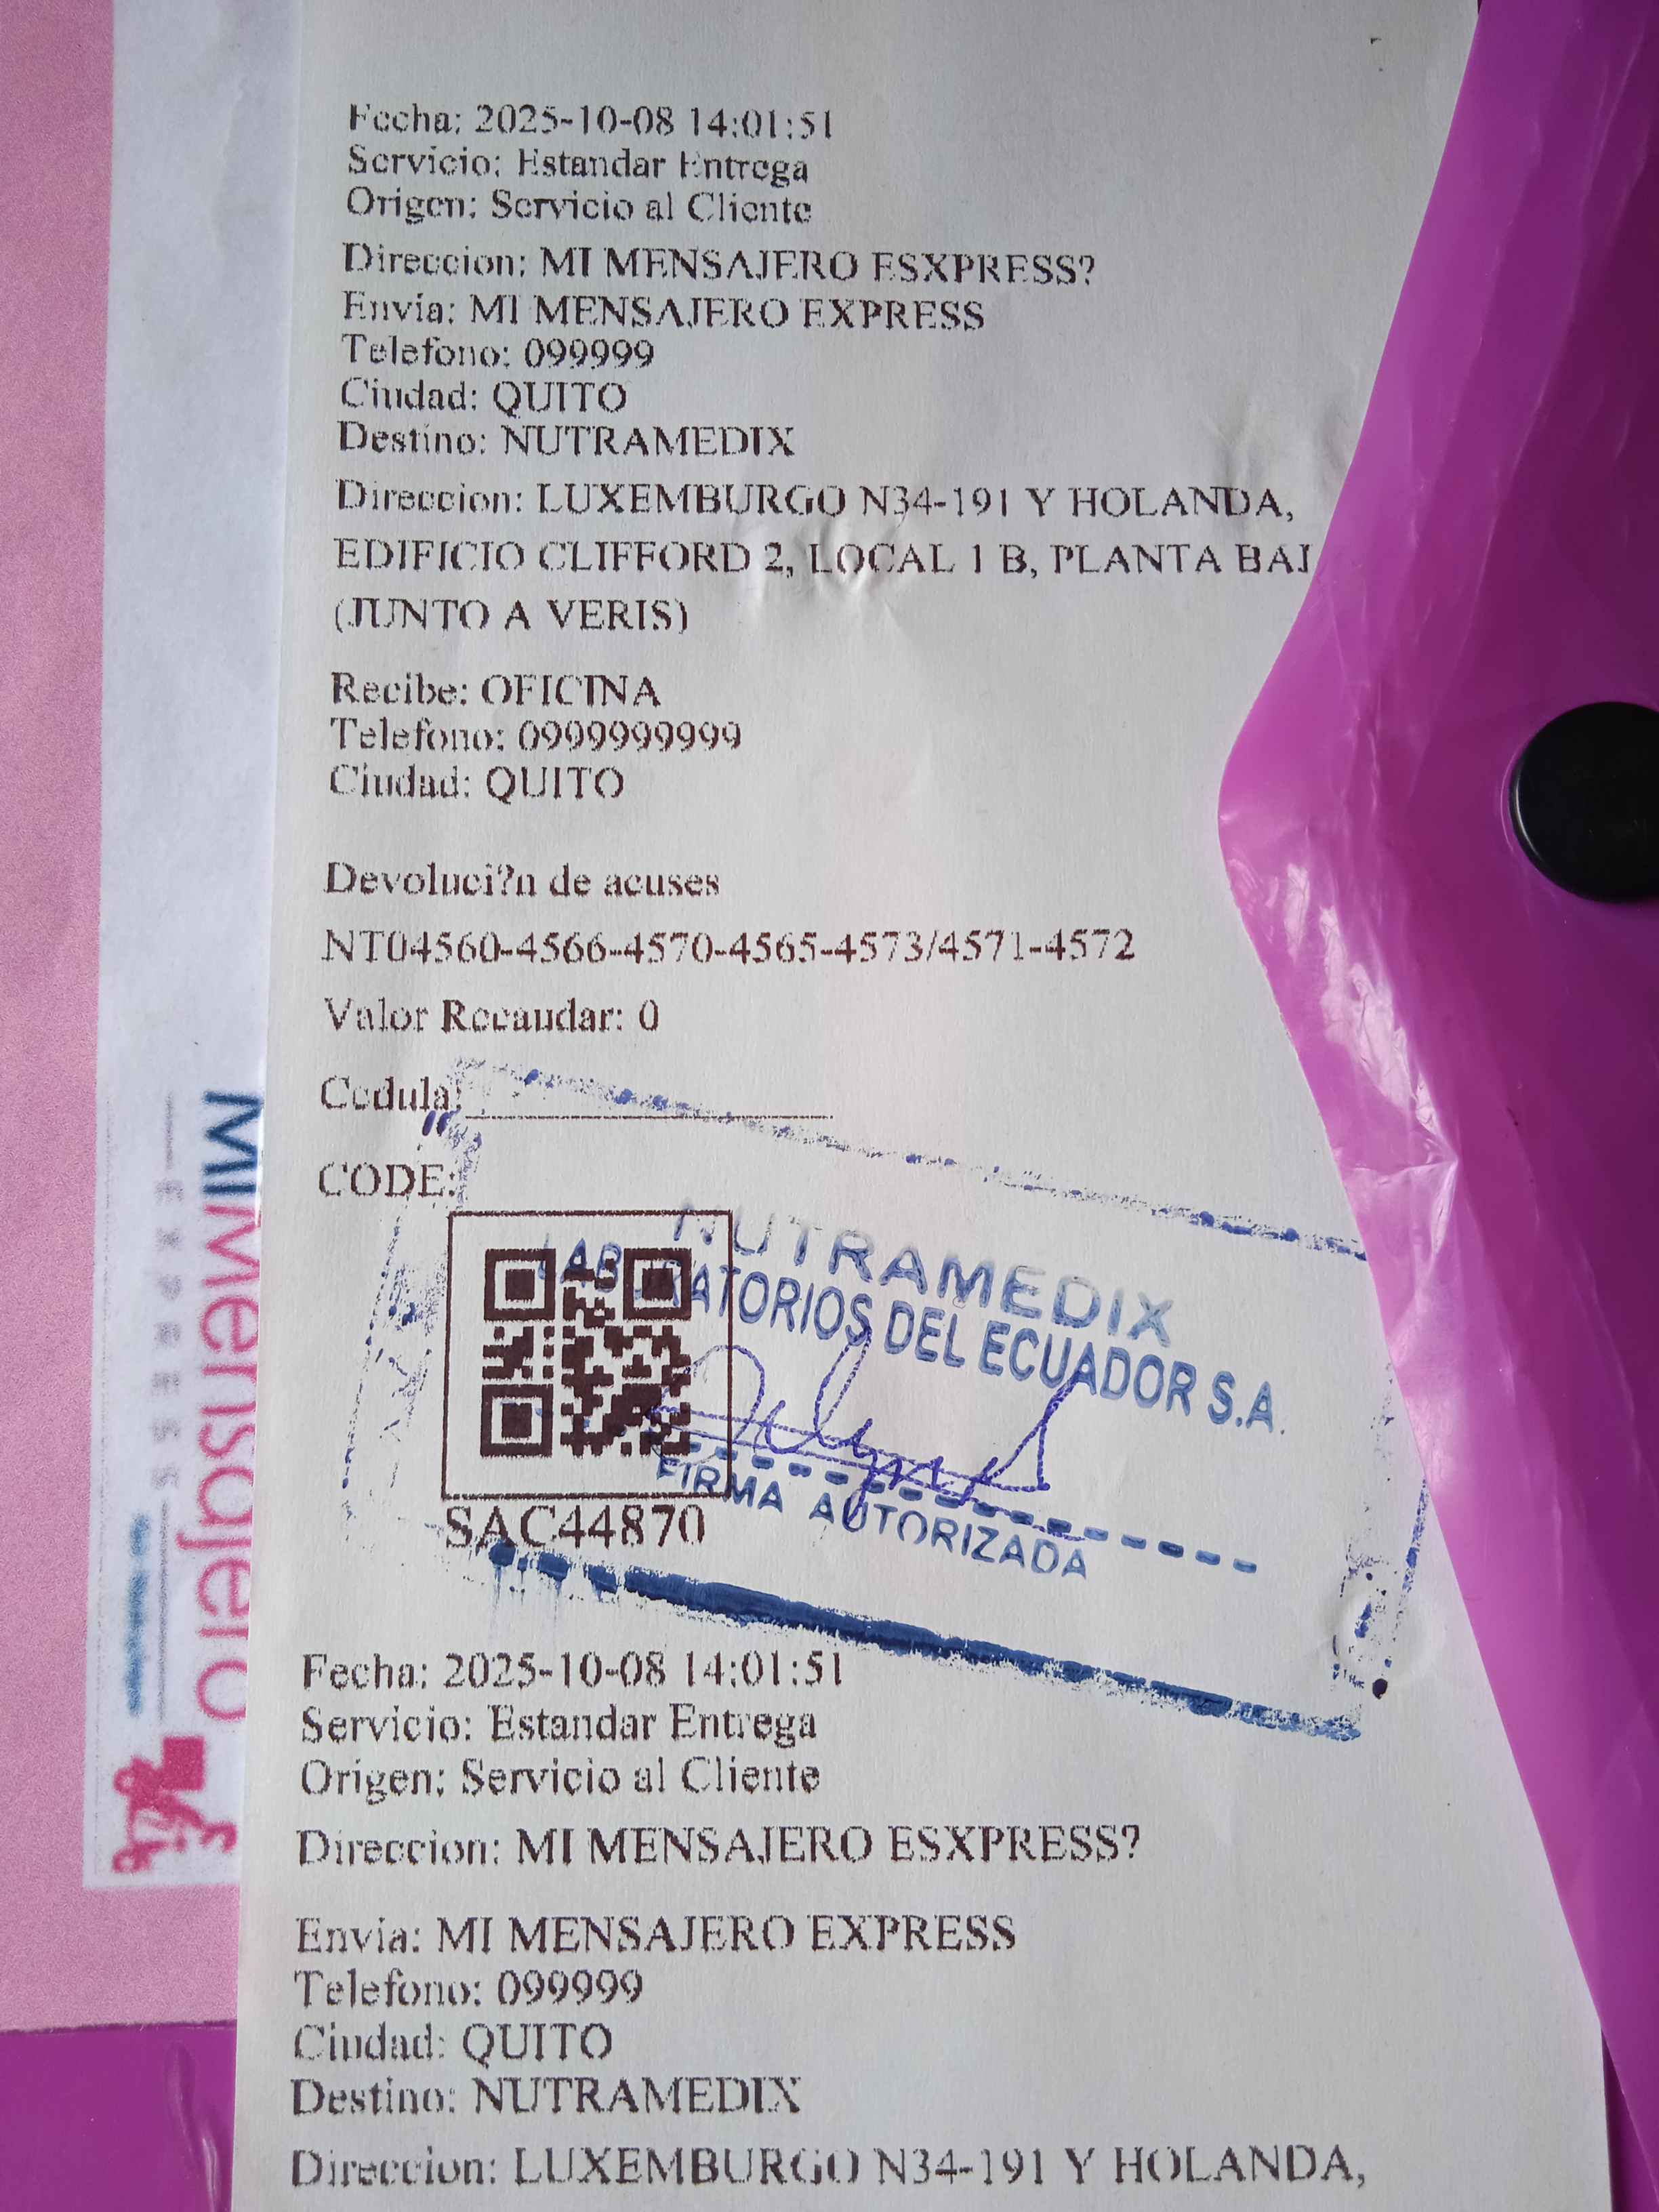 Fecha: 2025-10-08 14:01:51
Servicio: Estandar Entrega
Origen: Servicio al Cliente
Direccion: MI MENSAJERO ESXPRESS?
Envia: MI MENSAJERO EXPRESS
Telefono: 099999
Ciudad: QUITO
Destino: NUTRAMEDIX
Direccion: LUXEMBURGO N34-191 Y HOLANDA,
EDIFICIO CLIFFORD 2, LOCAL 1 B, PLANTA BAJ
(JUNTO A VERIS)
Recibe: OFICINA
Telefono: 0999999999
Ciudad: QUITO
Devoluci?n de acuses
NT04560-4566-4570-4565-4573/4571-4572
Valor Recaudar: 0
Cedula:
CODE:
NUTRAMEDIX
LABORATORIOS DEL ECUADOR S.A.
FIRMA AUTORIZADA
SAC44870
MiMensajero
EXPRESS
Fecha: 2025-10-08 14:01:51
Servicio: Estandar Entrega
Origen: Servicio al Cliente
Direccion: MI MENSAJERO ESXPRESS?
Envia: MI MENSAJERO EXPRESS
Telefono: 099999
Ciudad: QUITO
Destino: NUTRAMEDIX
Direccion: LUXEMBURGO N34-191 Y HOLANDA,